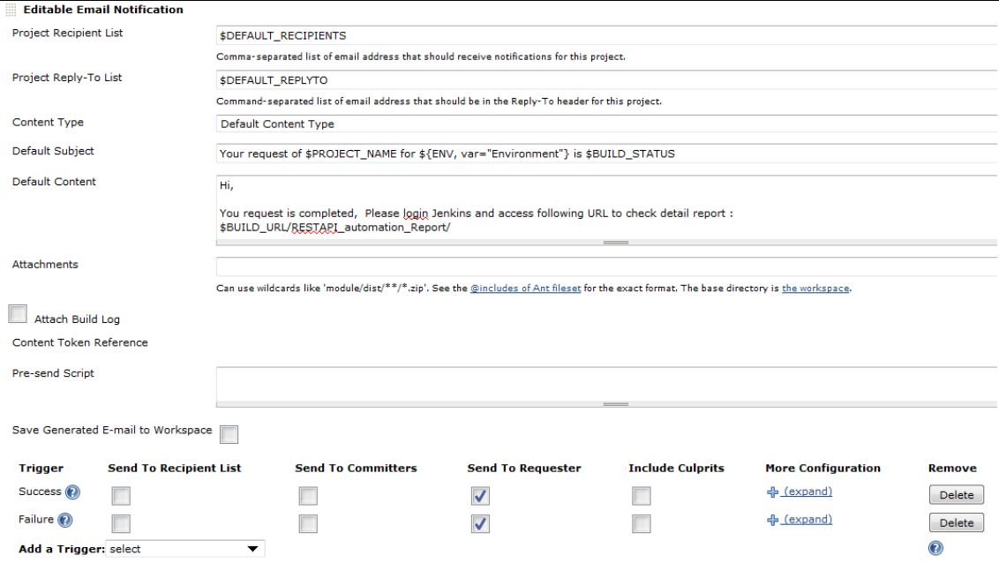 Editable Email Notification
Project Recipient List
$DEFAULT_RECIPIENTS
Comma-separated list of email address that should receive notifications for this project.
Project Reply-To List
$DEFAULT_REPLYTO
Command-separated list of email address that should be in the Reply-To header for this project.
Content Type
Default Content Type
Default Subject
Your request of $PROJECT_NAME for ${ENV, var="Environment"} is $BUILD_STATUS
Default Content
Hi,
You request is completed,  Please login Jenkins and access following URL to check detail report :
$BUILD_URL/RESTAPI_automation_Report/
Attachments
Can use wildcards like 'module/dist/**/*.zip'. See the @includes of Ant fileset for the exact format. The base directory is the workspace.
Attach Build Log
Content Token Reference
Pre-send Script
Save Generated E-mail to Workspace
Trigger Send To Recipient List Send To Committers Send To Requester Include Culprits More Configuration Remove
Success ? (expand) Delete
Failure ? (expand) Delete
Add a Trigger: select ?